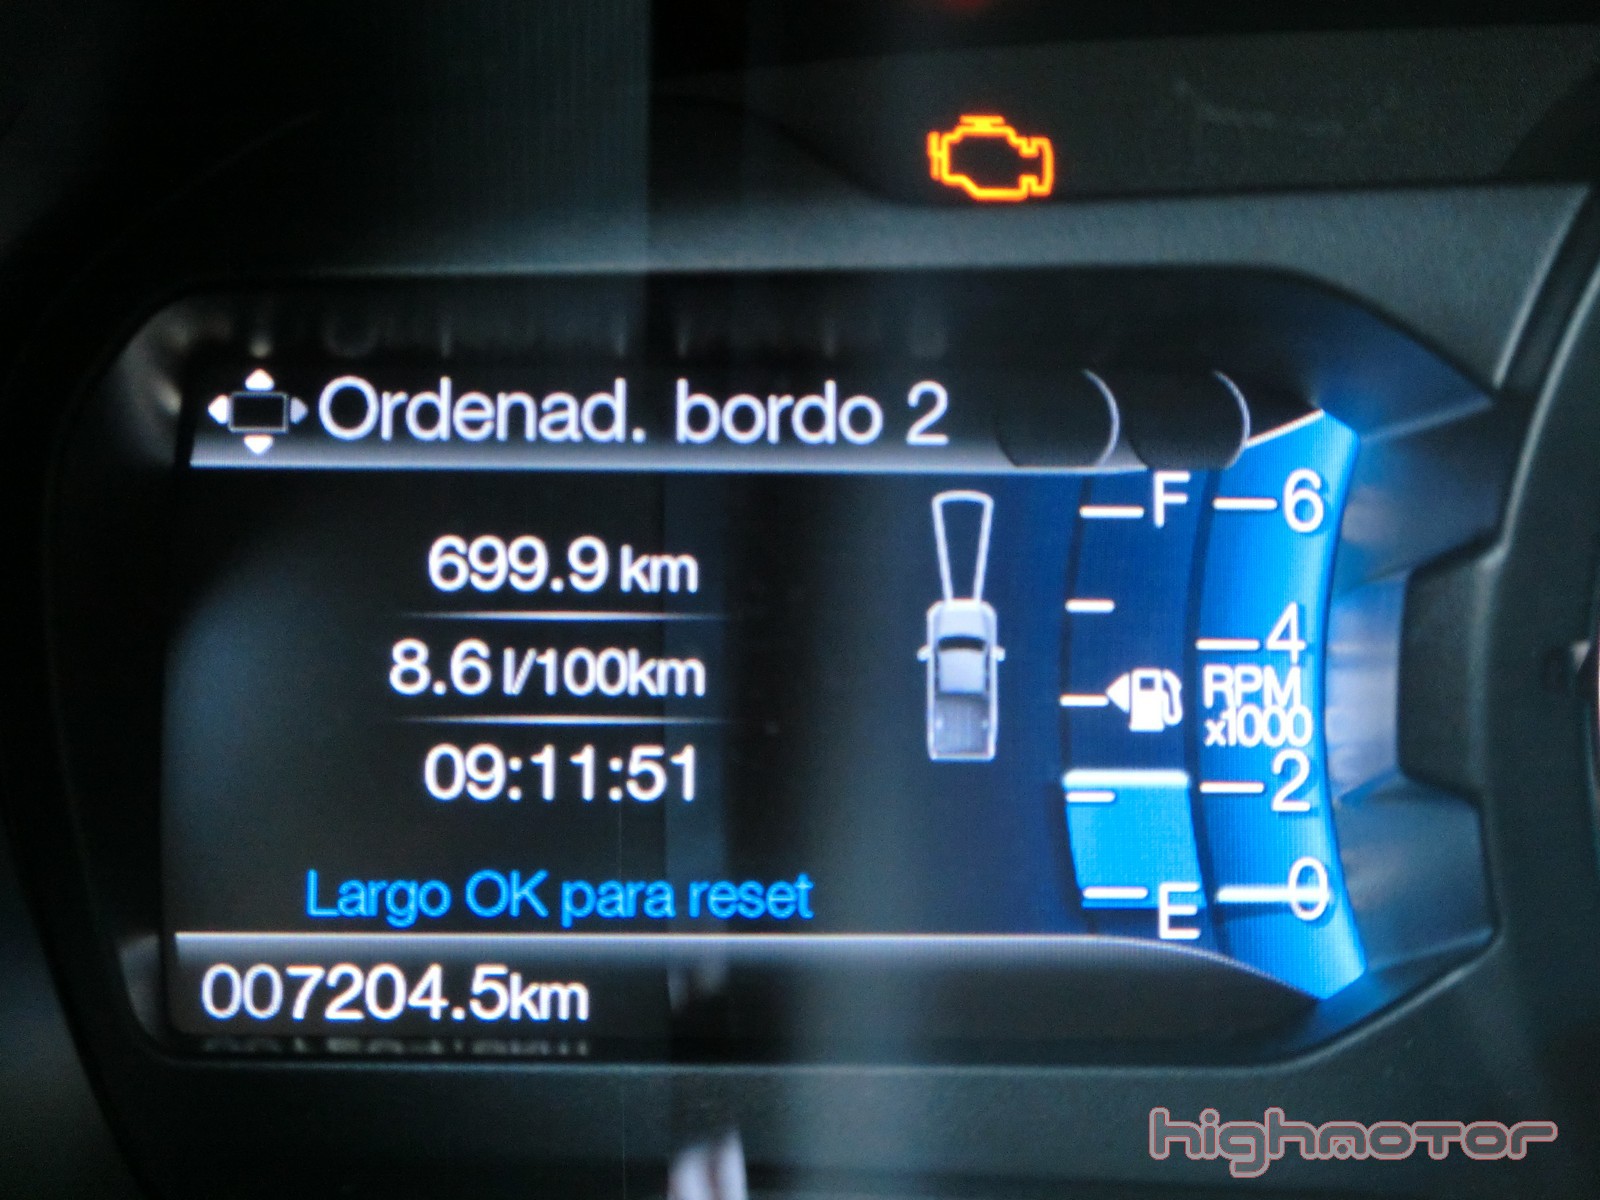 Ordenad. bordo 2
699.9 km
8.6 l/100km
09:11:51
Largo OK para reset
007204.5km
F
E
6
4
RPM
x1000
2
0
highmotor